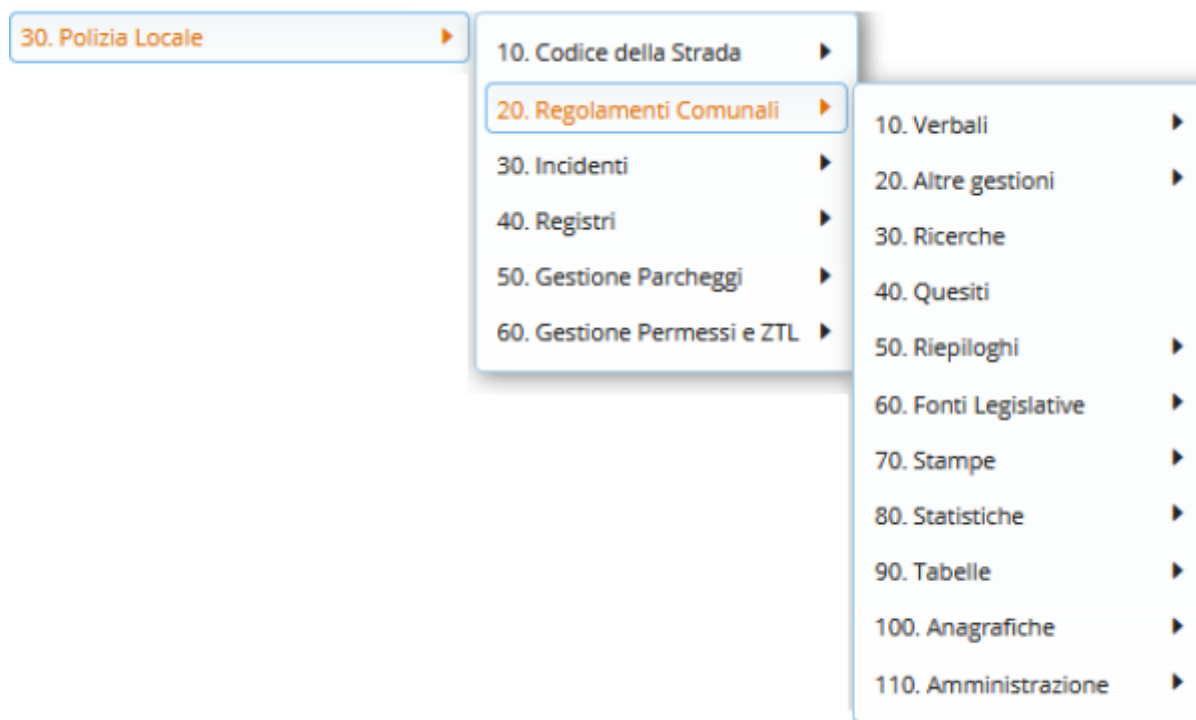 30. Polizia Locale
10. Codice della Strada
20. Regolamenti Comunali
30. Incidenti
40. Registri
50. Gestione Parcheggi
60. Gestione Permessi e ZTL
10. Verbali
20. Altre gestioni
30. Ricerche
40. Quesiti
50. Riepiloghi
60. Fonti Legislative
70. Stampe
80. Statistiche
90. Tabelle
100. Anagrafiche
110. Amministrazione